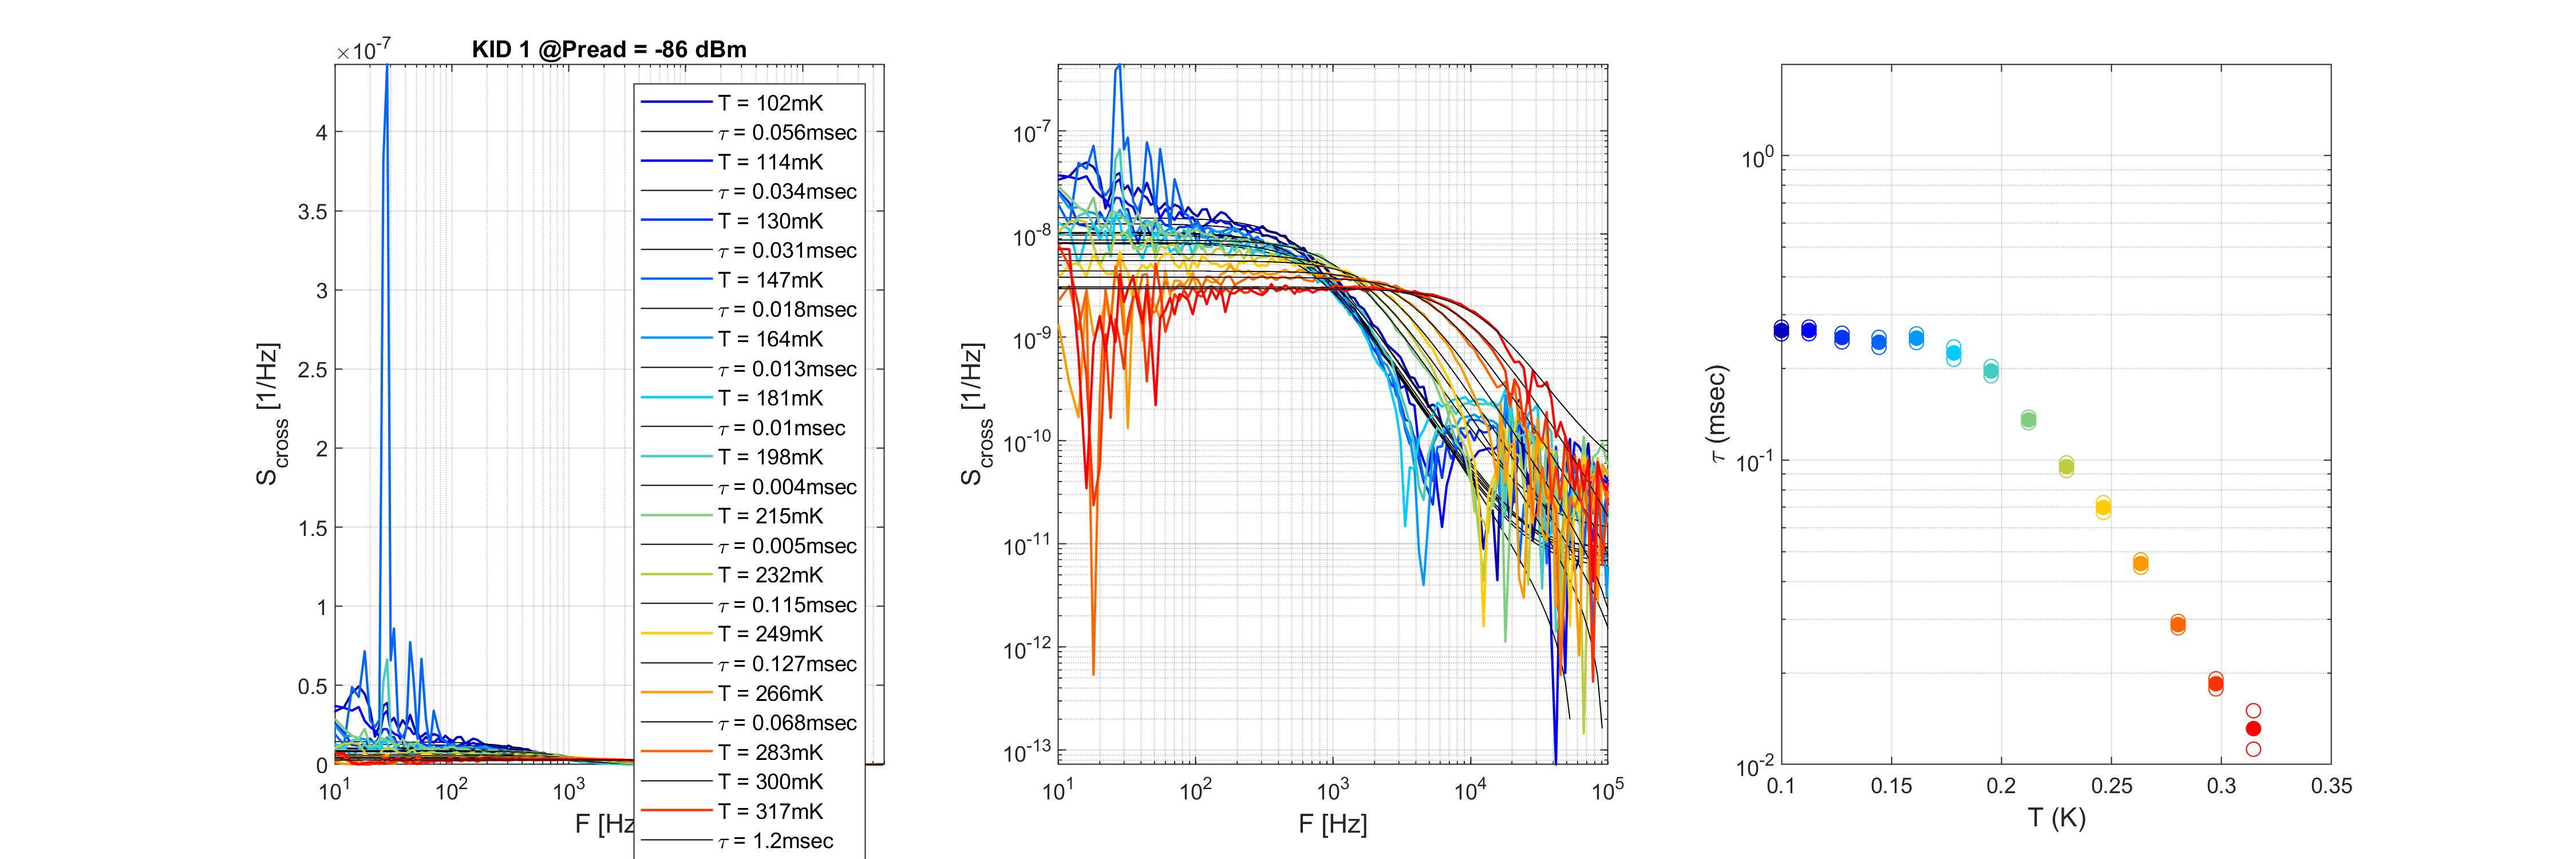 ×10-7
KID 1 @Pread = -86 dBm
4
3.5
3
2.5
2
1.5
1
0.5
0
Scross [1/Hz]
101
102
103
F [Hz
T = 102mK
τ = 0.056msec
T = 114mK
τ = 0.034msec
T = 130mK
τ = 0.031msec
T = 147mK
τ = 0.018msec
T = 164mK
τ = 0.013msec
T = 181mK
τ = 0.01msec
T = 198mK
τ = 0.004msec
T = 215mK
τ = 0.005msec
T = 232mK
τ = 0.115msec
T = 249mK
τ = 0.127msec
T = 266mK
τ = 0.068msec
T = 283mK
T = 300mK
T = 317mK
τ = 1.2msec
10-7
10-8
10-9
10-10
10-11
10-12
10-13
Scross [1/Hz]
101
102
103
104
105
F [Hz]
100
10-1
10-2
τ (msec)
0.1
0.15
0.2
0.25
0.3
0.35
T (K)